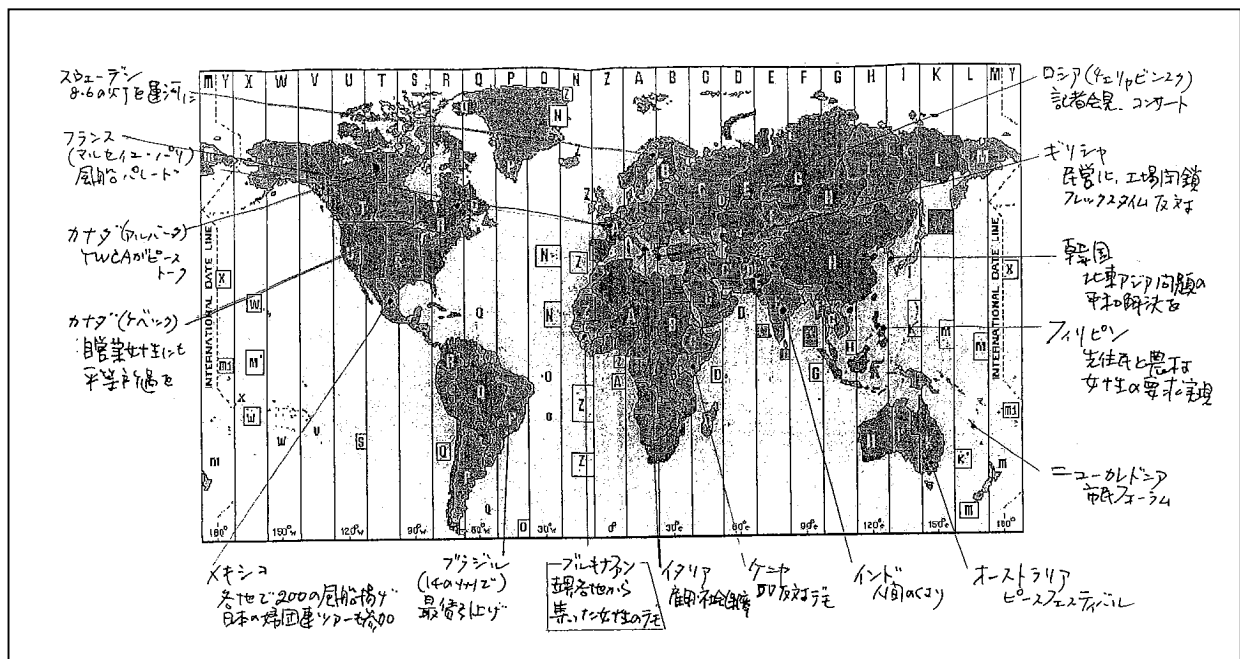 スウェーデン
8.6の灯を運河に
フランス
(マルセイユ・パリ)
風船パレード
カナダ(アルバータ)
YWCAがピース
トーク
カナダ(ケベック)
自営業女性にも
平等所遇を
m Y X W V U T S R Q P O N Z A B C D E F G H I K L M Y
INTERNATIONAL DATE LINE
INTERNATIONAL DATE LINE
180° 150°W 120°W 90°W 60°W 30°W 0° 30°E 60°E 90°E 120°E 150°E 180°
ロシア(チェリャビンスク)
記者会見、コンサート
ギリシャ
民営化、工場閉鎖
フレックスタイム反対
韓国
北東アジア問題の
平和解決を
フィリピン
先住民と農村
女性の要求実現
ニューカレドニア
市民フォーラム
メキシコ
各地で200の風船揚げ
日本の婦団連ツアーも参加
ブラジル
(14の州で)
最賃引上げ
ブルキナファソ
各地から
集った女性のデモ
イタリア
雇用・社会保障
ケニヤ
反対デモ
インド
人間のくさり
オーストラリア
ピースフェスティバル